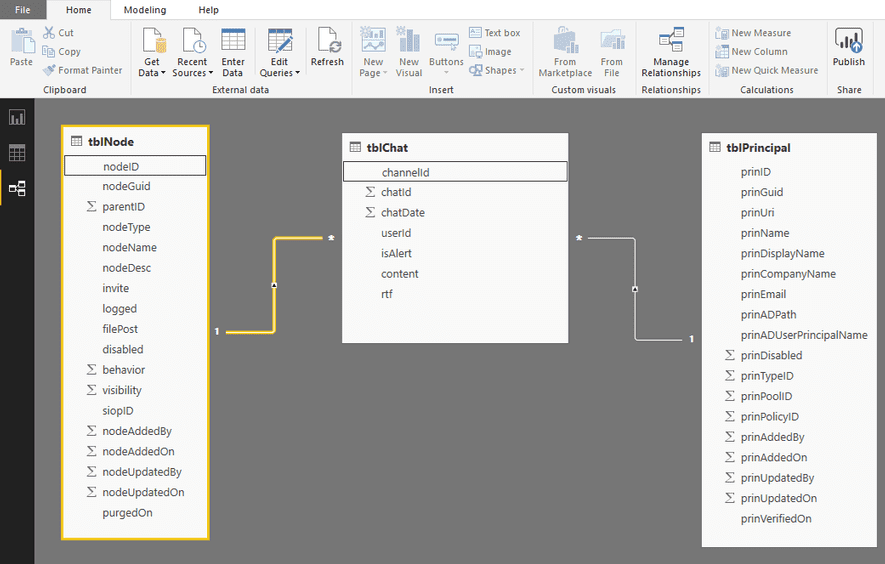 File Home Modeling Help
Paste
Cut
Copy
Format Painter
Clipboard
Get Data
Recent Sources
Enter Data
Edit Queries
Refresh
External data
New Page
New Visual
Buttons
Text box
Image
Shapes
Insert
From Marketplace
From File
Custom visuals
Manage Relationships
Relationships
New Measure
New Column
New Quick Measure
Calculations
Publish
Share
tblNode
nodeID
nodeGuid
Σ parentID
nodeType
nodeName
nodeDesc
invite
logged
filePost
disabled
Σ behavior
Σ visibility
siopID
Σ nodeAddedBy
Σ nodeAddedOn
Σ nodeUpdatedBy
Σ nodeUpdatedOn
purgedOn
1
*
tblChat
channelId
Σ chatId
Σ chatDate
userId
isAlert
content
rtf
*
1
tblPrincipal
prinID
prinGuid
prinUri
prinName
prinDisplayName
prinCompanyName
prinEmail
prinADPath
prinADUserPrincipalName
Σ prinDisabled
Σ prinTypeID
Σ prinPoolID
Σ prinPolicyID
Σ prinAddedBy
Σ prinAddedOn
Σ prinUpdatedBy
Σ prinUpdatedOn
prinVerifiedOn